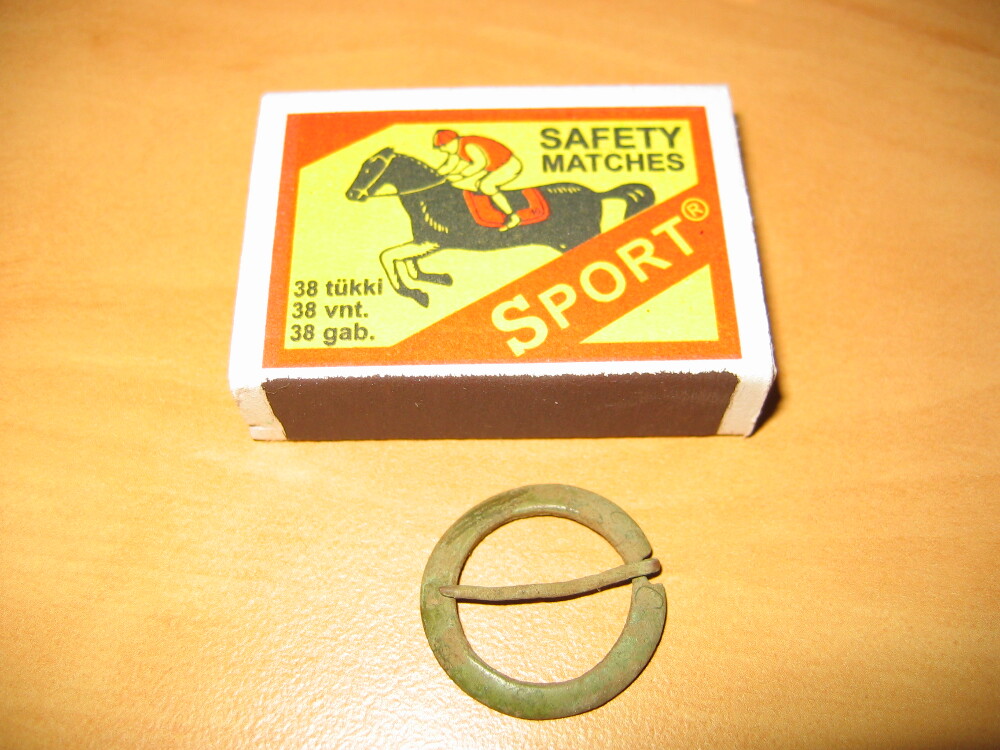 SAFETY
MATCHES
SPORT®
38 tükki
38 vnt.
38 gab.